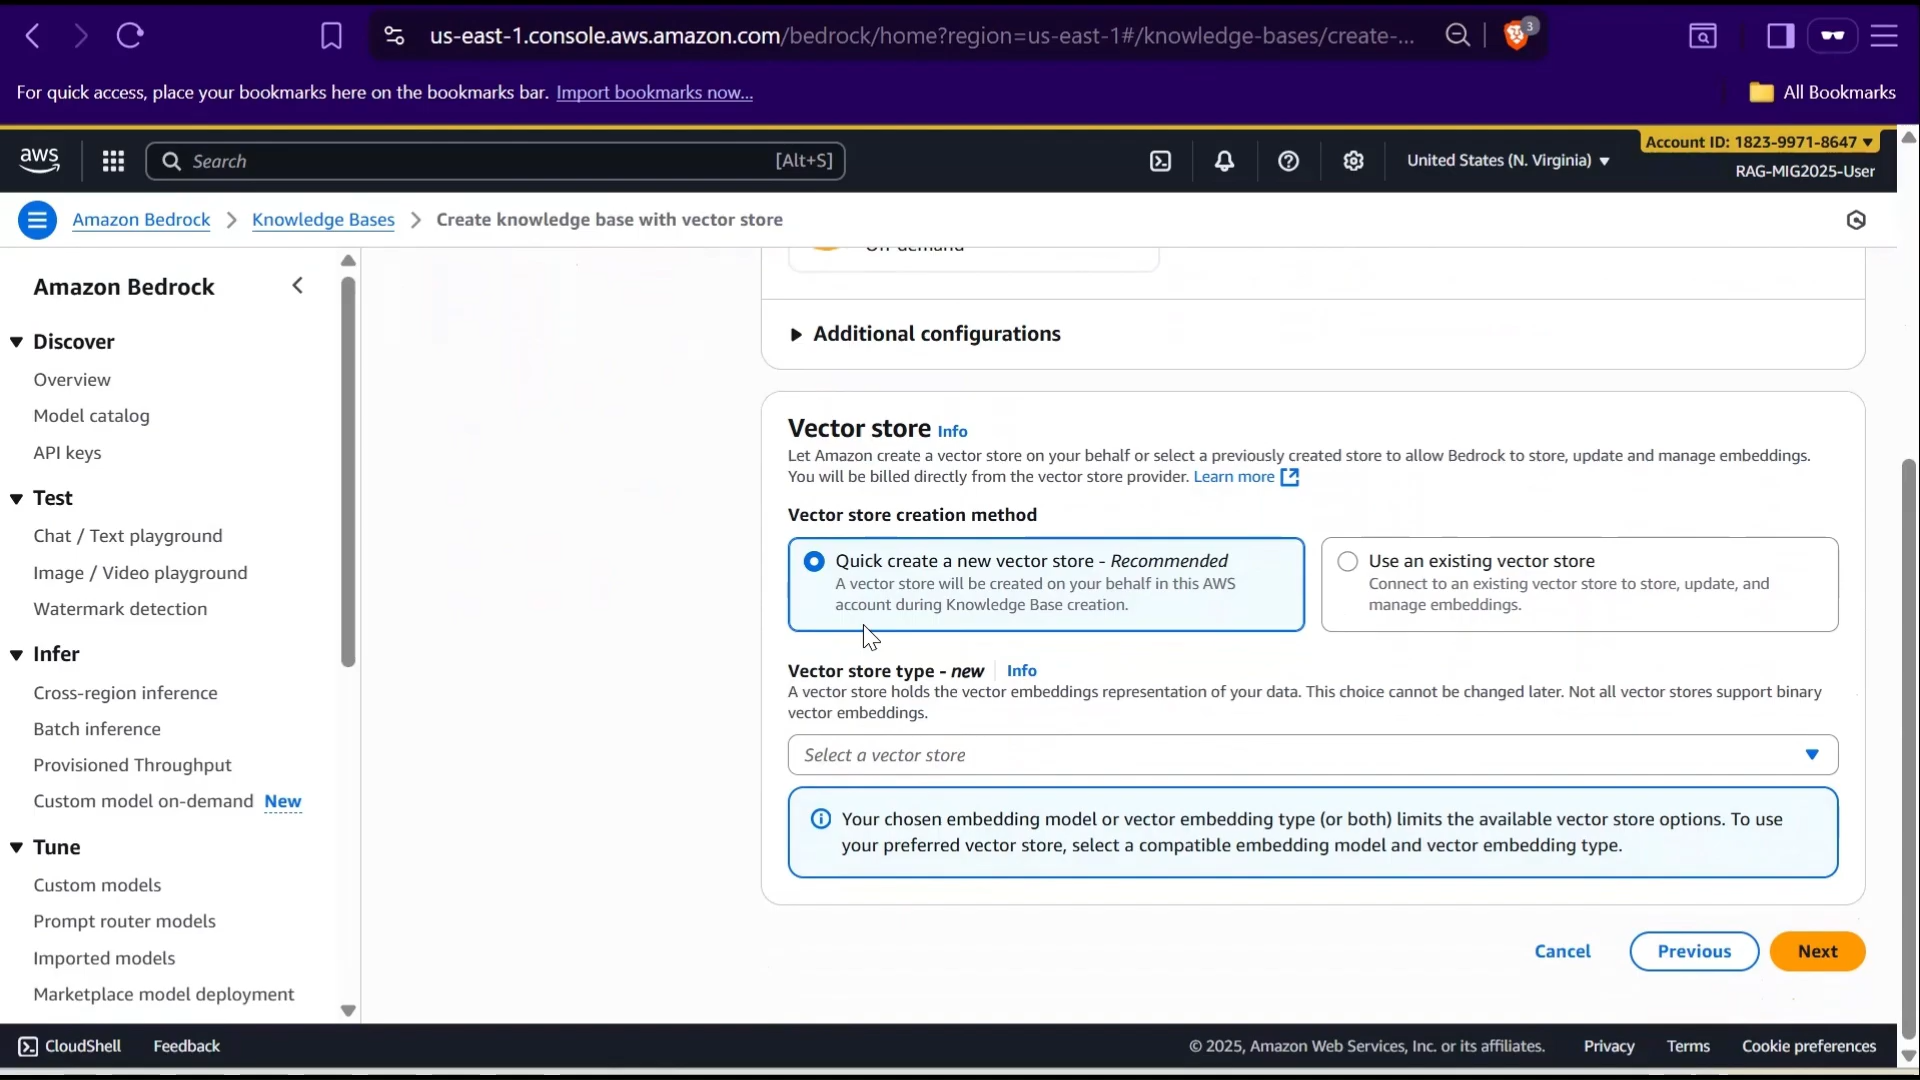 us-east-1.console.aws.amazon.com/bedrock/home?region=us-east-1#/knowledge-bases/create-...
3
For quick access, place your bookmarks here on the bookmarks bar. Import bookmarks now...
All Bookmarks
aws
Search
[Alt+S]
United States (N. Virginia)
Account ID: 1823-9971-8647
RAG-MIG2025-User
Amazon Bedrock
Knowledge Bases
Create knowledge base with vector store
Amazon Bedrock
Discover
Overview
Model catalog
API keys
Test
Chat / Text playground
Image / Video playground
Watermark detection
Infer
Cross-region inference
Batch inference
Provisioned Throughput
Custom model on-demand New
Tune
Custom models
Prompt router models
Imported models
Marketplace model deployment
On-demand
Additional configurations
Vector store Info
Let Amazon create a vector store on your behalf or select a previously created store to allow Bedrock to store, update and manage embeddings.
You will be billed directly from the vector store provider. Learn more
Vector store creation method
Quick create a new vector store - Recommended
A vector store will be created on your behalf in this AWS
account during Knowledge Base creation.
Use an existing vector store
Connect to an existing vector store to store, update, and
manage embeddings.
Vector store type - new Info
A vector store holds the vector embeddings representation of your data. This choice cannot be changed later. Not all vector stores support binary
vector embeddings.
Select a vector store
Your chosen embedding model or vector embedding type (or both) limits the available vector store options. To use
your preferred vector store, select a compatible embedding model and vector embedding type.
Cancel
Previous
Next
CloudShell
Feedback
© 2025, Amazon Web Services, Inc. or its affiliates.
Privacy
Terms
Cookie preferences